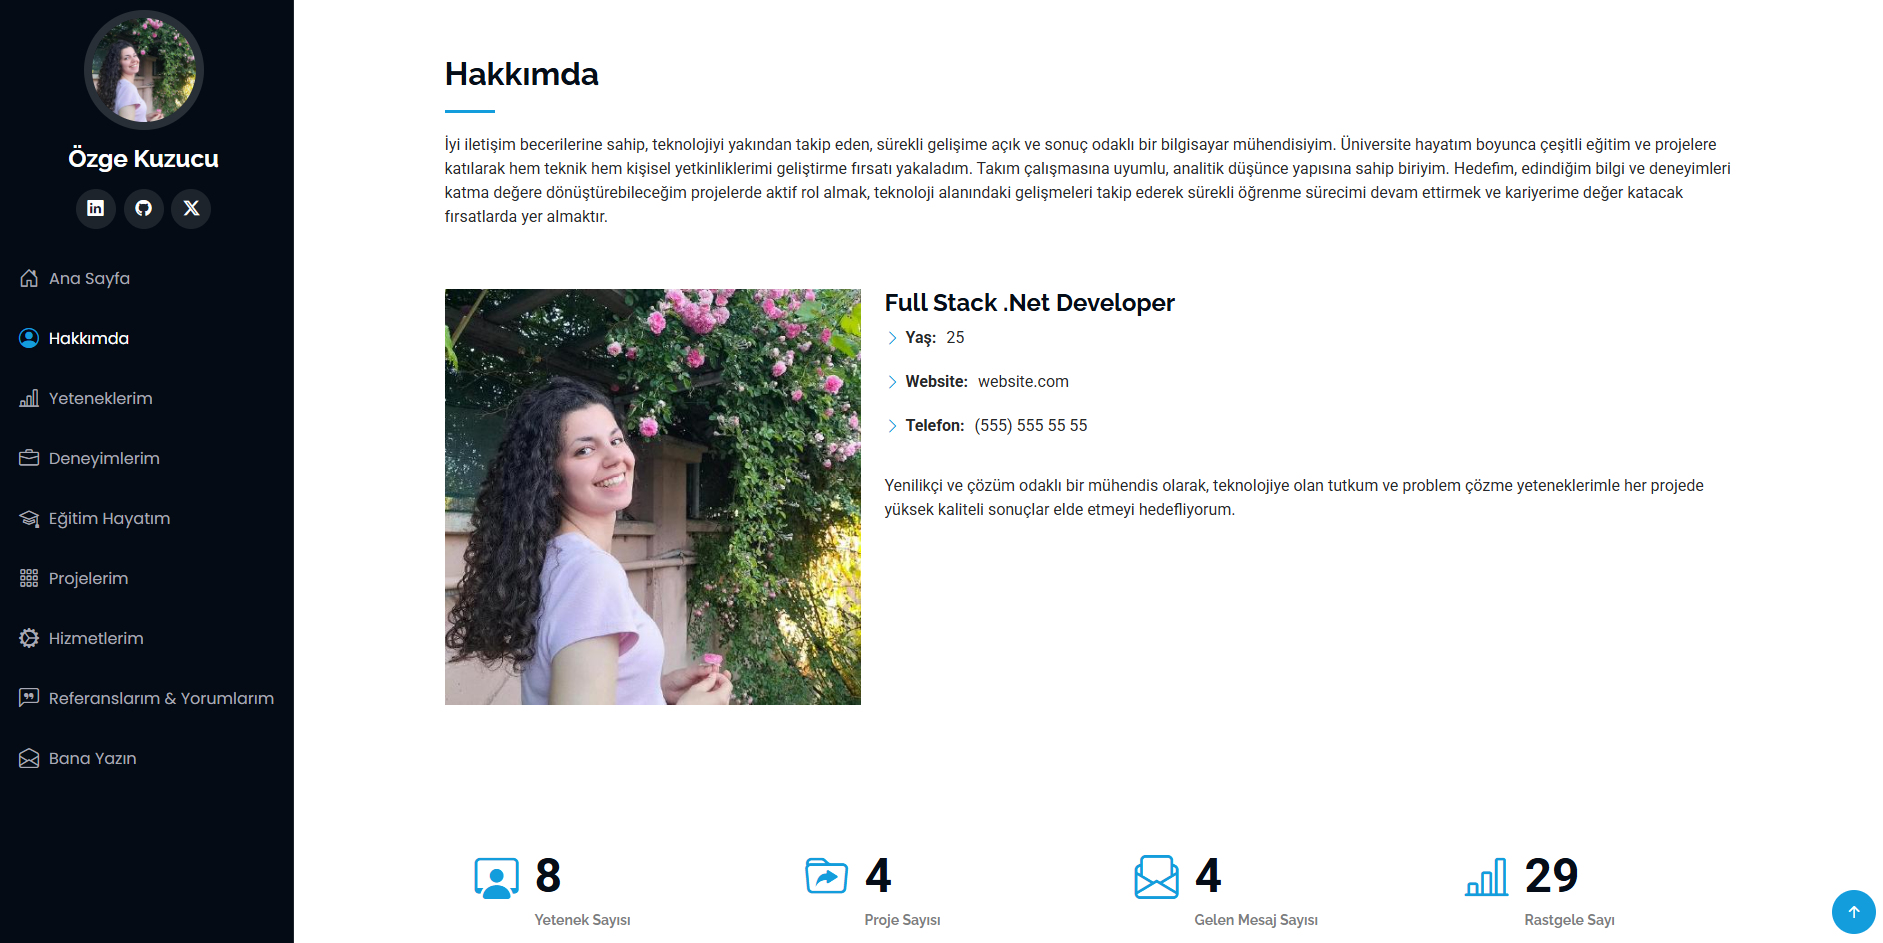 Özge Kuzucu
Ana Sayfa
Hakkımda
Yeteneklerim
Deneyimlerim
Eğitim Hayatım
Projelerim
Hizmetlerim
Referanslarım & Yorumlarım
Bana Yazın
Hakkımda
İyi iletişim becerilerine sahip, teknolojiyi yakından takip eden, sürekli gelişime açık ve sonuç odaklı bir bilgisayar mühendisiyim. Üniversite hayatım boyunca çeşitli eğitim ve projelere
katılarak hem teknik hem kişisel yetkinliklerimi geliştirme fırsatı yakaladım. Takım çalışmasına uyumlu, analitik düşünce yapısına sahip biriyim. Hedefim, edindiğim bilgi ve deneyimleri
katma değere dönüştürebileceğim projelerde aktif rol almak, teknoloji alanındaki gelişmeleri takip ederek sürekli öğrenme sürecimi devam ettirmek ve kariyerime değer katacak
fırsatlarda yer almaktır.
Full Stack .Net Developer
Yaş: 25
Website: website.com
Telefon: (555) 555 55 55
Yenilikçi ve çözüm odaklı bir mühendis olarak, teknolojiye olan tutkum ve problem çözme yeteneklerimle her projede
yüksek kaliteli sonuçlar elde etmeyi hedefliyorum.
8
Yetenek Sayısı
4
Proje Sayısı
4
Gelen Mesaj Sayısı
29
Rastgele Sayı